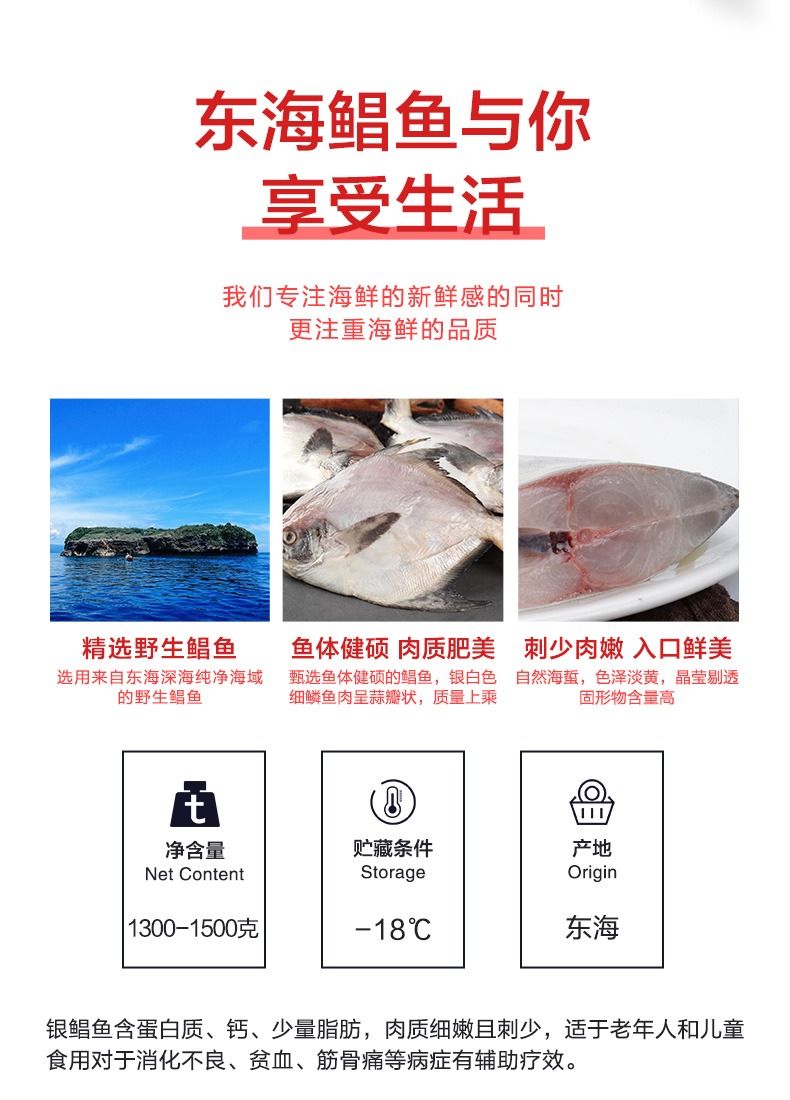 东海鲳鱼与你
享受生活
我们专注海鲜的新鲜感的同时
更注重海鲜的品质
精选野生鲳鱼
选用来自东海深海纯净海域
的野生鲳鱼
鱼体健硕 肉质肥美
甄选鱼体健硕的鲳鱼，银白色
细鳞鱼肉呈蒜瓣状，质量上乘
刺少肉嫩 入口鲜美
自然海蜇，色泽淡黄，晶莹剔透
固形物含量高
t
净含量
Net Content
1300-1500克
贮藏条件
Storage
-18℃
产地
Origin
东海
银鲳鱼含蛋白质、钙、少量脂肪，肉质细嫩且刺少，适于老年人和儿童
食用对于消化不良、贫血、筋骨痛等病症有辅助疗效。